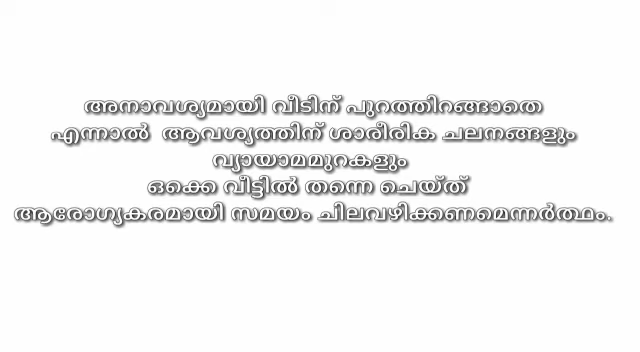 അനാവശ്യമായി വീടിന് പുറത്തിറങ്ങാതെ
എന്നാൽ ആവശ്യത്തിന് ശാരീരിക ചലനങ്ങളും
വ്യായാമമുറകളും
ഒക്കെ വീട്ടിൽ തന്നെ ചെയ്ത്
ആരോഗ്യകരമായി സമയം ചിലവഴിക്കണമെന്നർത്ഥം.